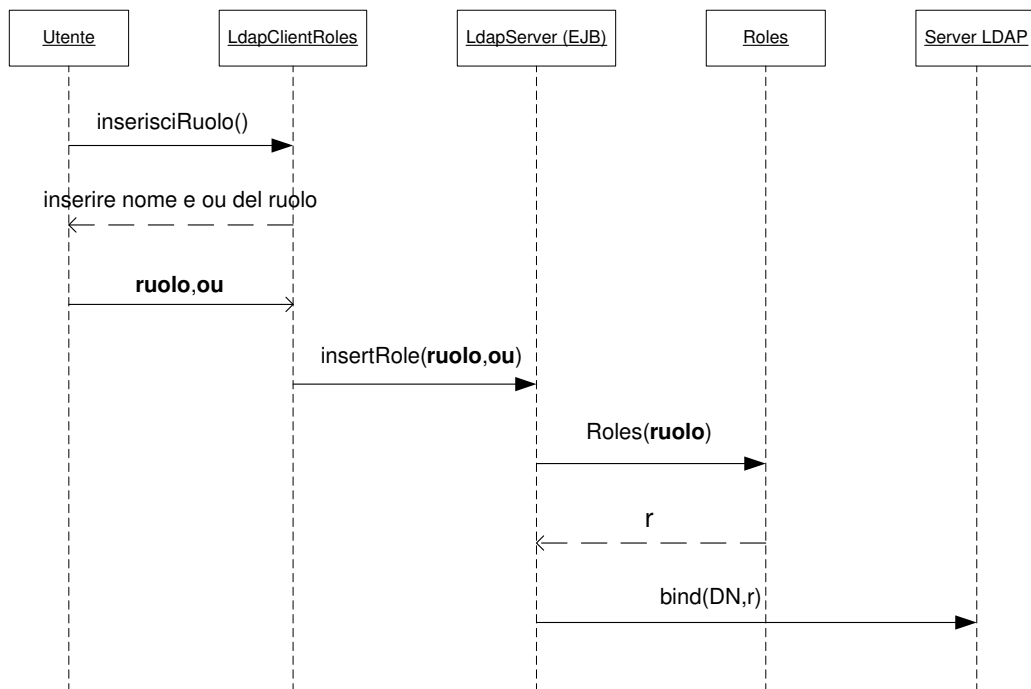 Utente
LdapClientRoles
LdapServer (EJB)
Roles
Server LDAP
inserisciRuolo()
inserire nome e ou del ruolo
ruolo,ou
insertRole(ruolo,ou)
Roles(ruolo)
r
bind(DN,r)